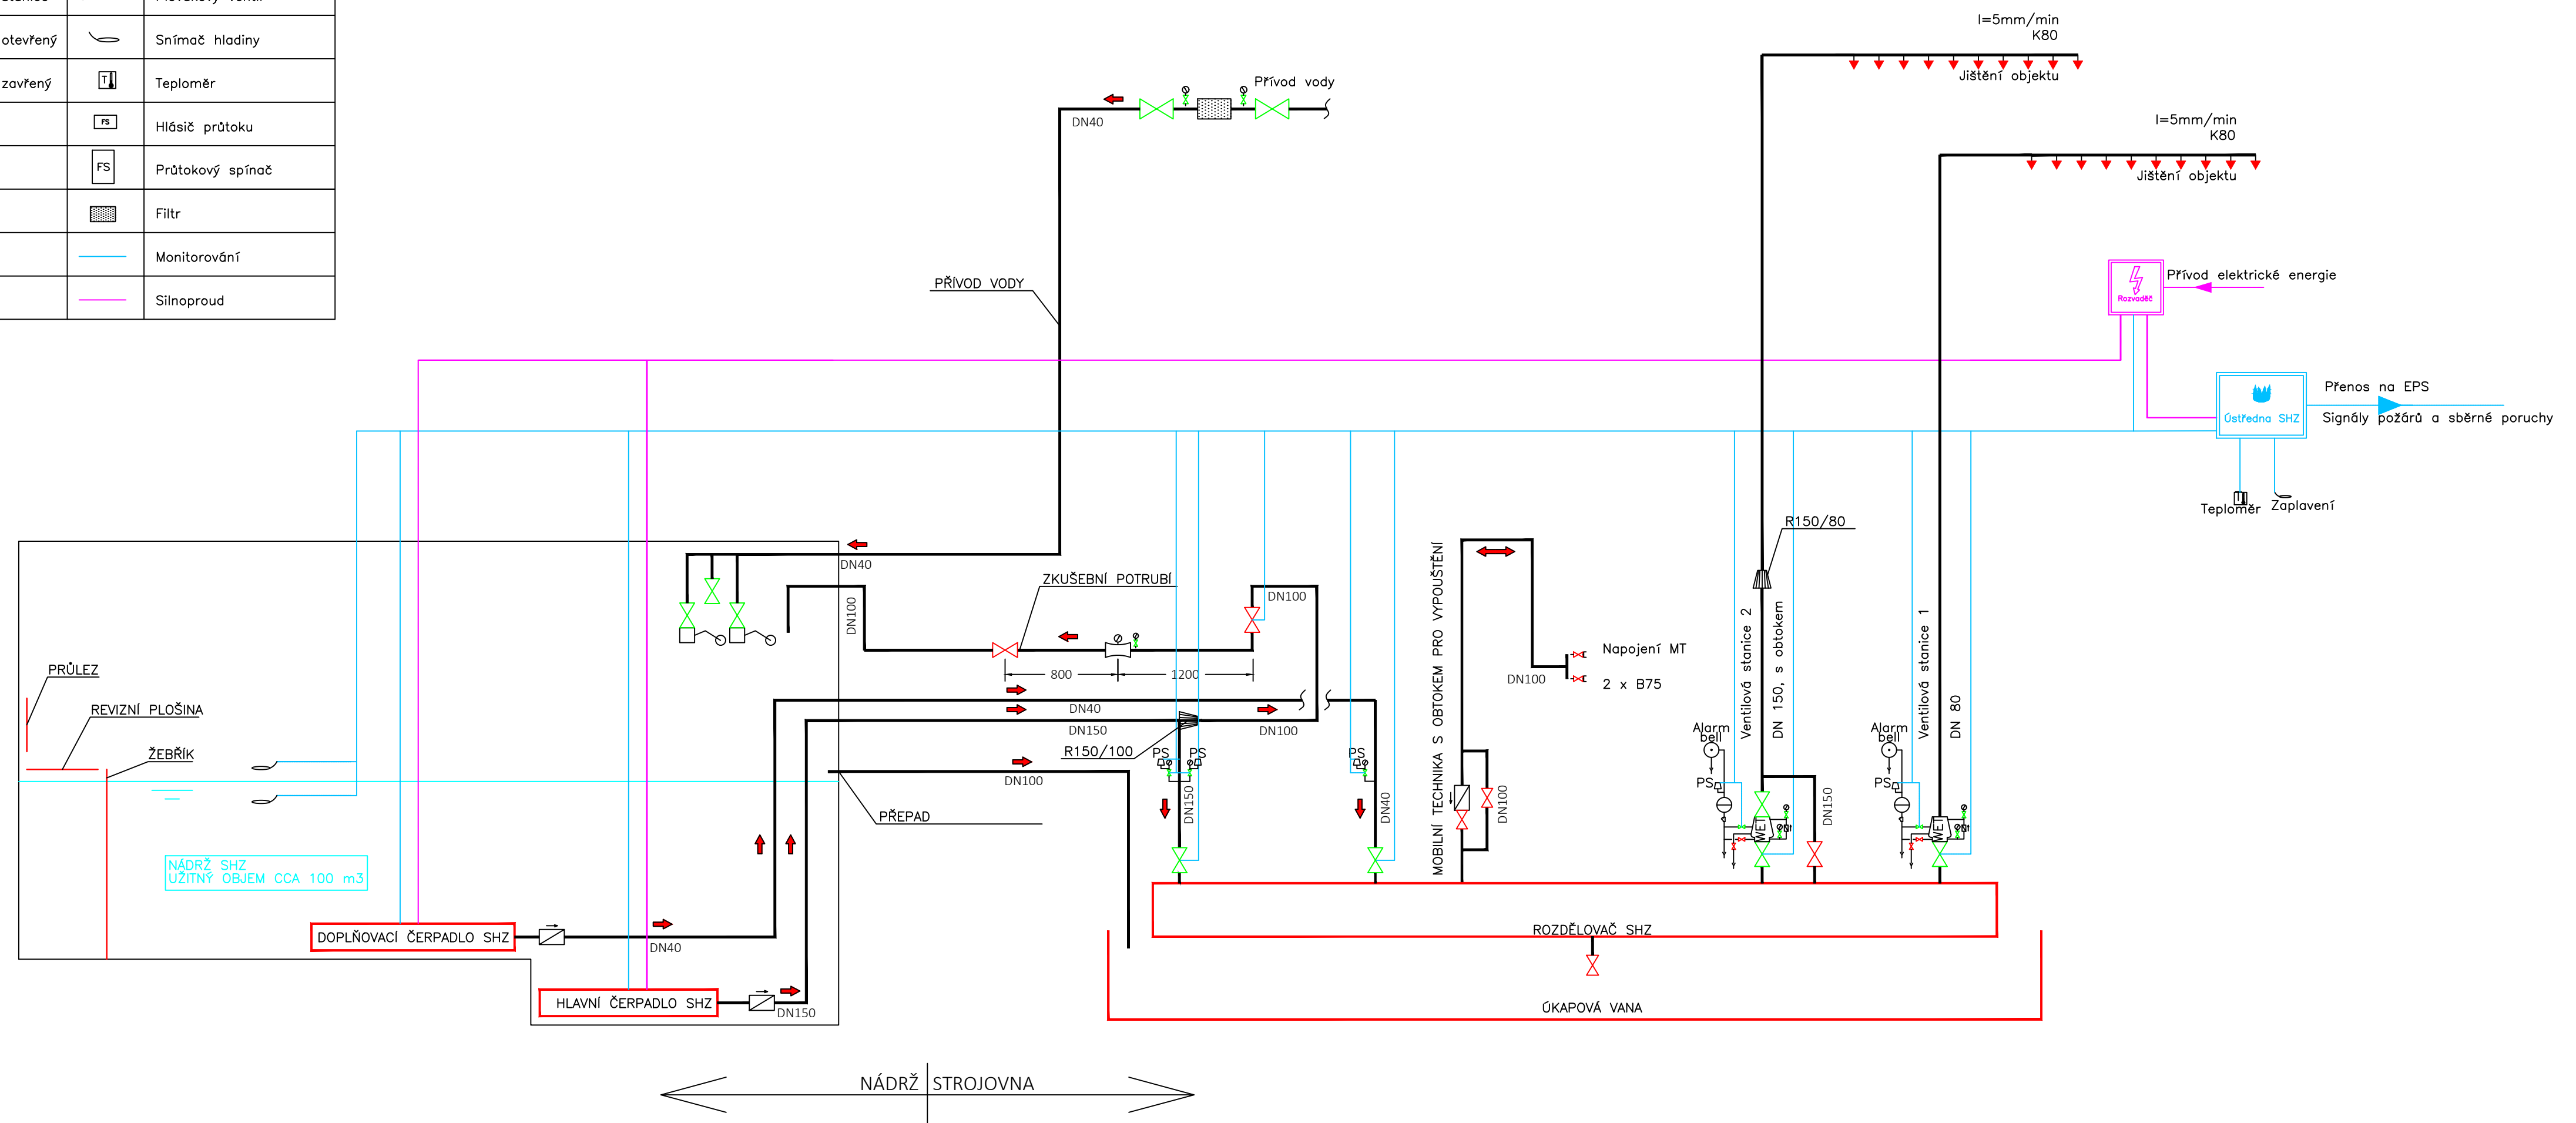 otevřený
Snímač hladiny
zavřený
T
Teploměr
FS
Hlásič průtoku
FS
Průtokový spínač
Filtr
Monitorování
Silnoproud
I=5mm/min
K80
Jištění objektu
I=5mm/min
K80
Jištění objektu
Přívod vody
DN40
PŘÍVOD VODY
Rozvaděč
Přívod elektrické energie
Ústředna SHZ
Přenos na EPS
Signály požárů a sběrné poruchy
T
Teploměr
Zaplavení
R150/80
DN40
DN100
ZKUŠEBNÍ POTRUBÍ
DN100
800
1200
DN40
DN150
R150/100
DN100
DN100
PŘEPAD
PS
PS
PS
DN150
DN40
MOBILNÍ TECHNIKA S OBTOKEM PRO VYPOUŠTĚNÍ
DN100
DN100
Napojení MT
2 x B75
Ventilová stanice 2
DN 150, s obtokem
Alarm
bell
PS
WET
DN150
Ventilová stanice 1
DN 80
Alarm
bell
PS
WET
PRŮLEZ
REVIZNÍ PLOŠINA
ŽEBŘÍK
NÁDRŽ SHZ
UŽITNÝ OBJEM CCA 100 m3
DOPLŇOVACÍ ČERPADLO SHZ
DN40
HLAVNÍ ČERPADLO SHZ
DN150
ROZDĚLOVAČ SHZ
ÚKAPOVÁ VANA
NÁDRŽ
STROJOVNA